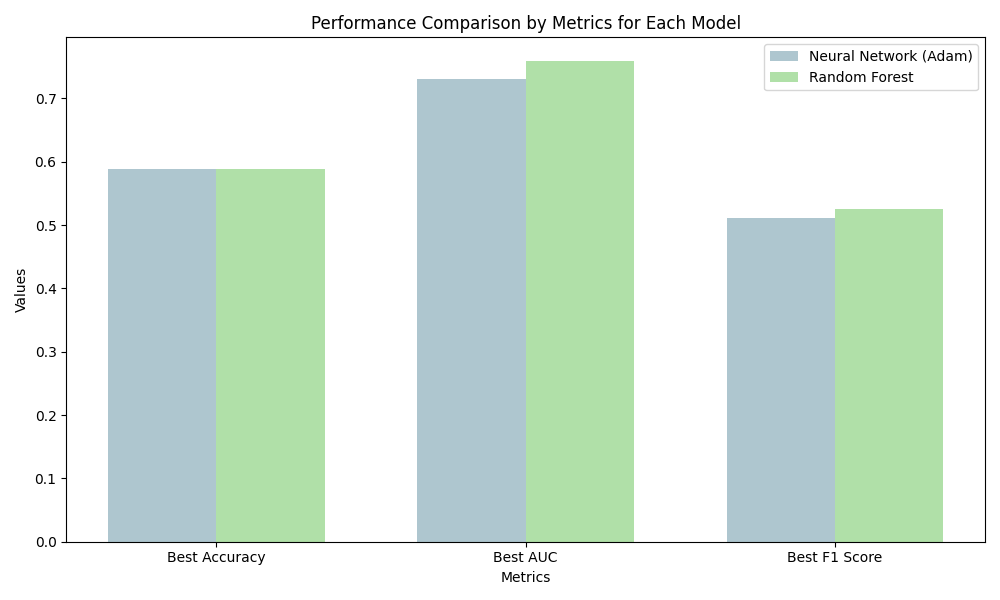 Performance Comparison by Metrics for Each Model
Neural Network (Adam)
Random Forest
Values
0.7
0.6
0.5
0.4
0.3
0.2
0.1
0.0
Best Accuracy
Best AUC
Best F1 Score
Metrics